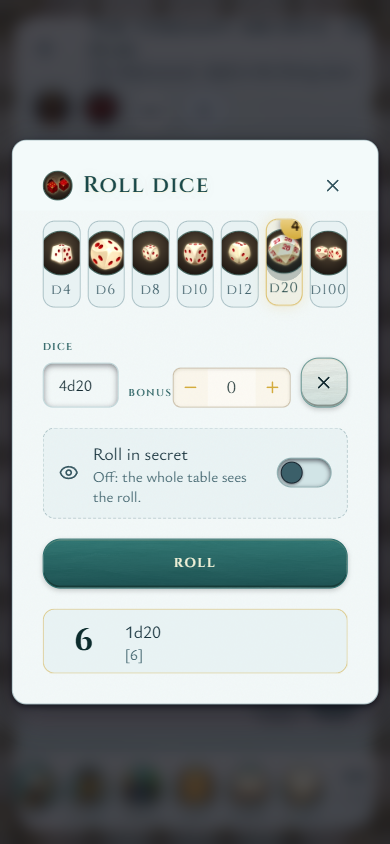 Roll dice
4
D4 D6 D8 D10 D12 D20 D100
DICE
4d20 BONUS − 0 +
Roll in secret
Off: the whole table sees
the roll.
ROLL
6 1d20
[6]